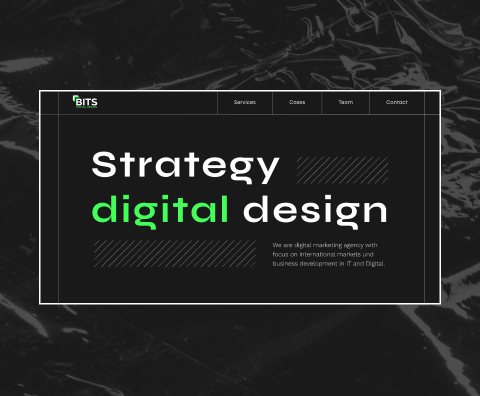 BITS
Services
Cases
Team
Contact
Strategy
digital design
We are digital marketing agency with
focus on international markets und
business development in IT and Digital.